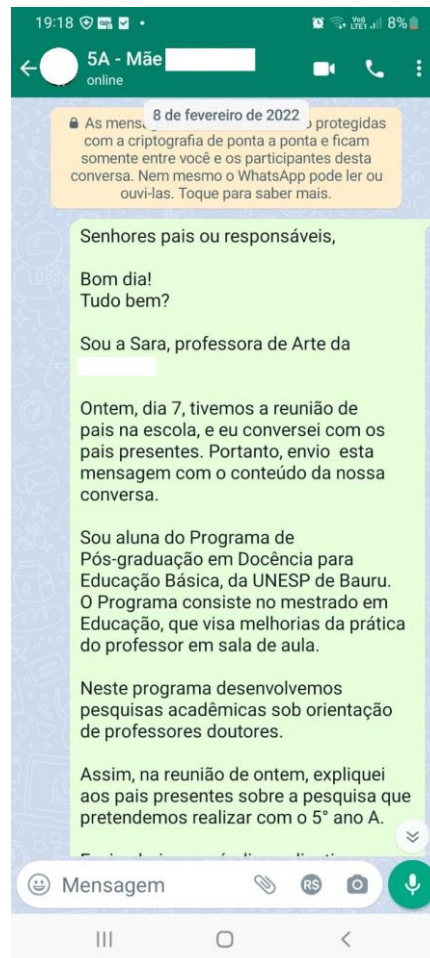 19:18
8%
5A - Mãe
online
8 de fevereiro de 2022
As mens protegidas
com a criptografia de ponta a ponta e ficam
somente entre você e os participantes desta
conversa. Nem mesmo o WhatsApp pode ler ou
ouvi-las. Toque para saber mais.
Senhores pais ou responsáveis,
Bom dia!
Tudo bem?
Sou a Sara, professora de Arte da
Ontem, dia 7, tivemos a reunião de
pais na escola, e eu conversei com os
pais presentes. Portanto, envio esta
mensagem com o conteúdo da nossa
conversa.
Sou aluna do Programa de
Pós-graduação em Docência para
Educação Básica, da UNESP de Bauru.
O Programa consiste no mestrado em
Educação, que visa melhorias da prática
do professor em sala de aula.
Neste programa desenvolvemos
pesquisas acadêmicas sob orientação
de professores doutores.
Assim, na reunião de ontem, expliquei
aos pais presentes sobre a pesquisa que
pretendemos realizar com o 5° ano A.
Mensagem
R$